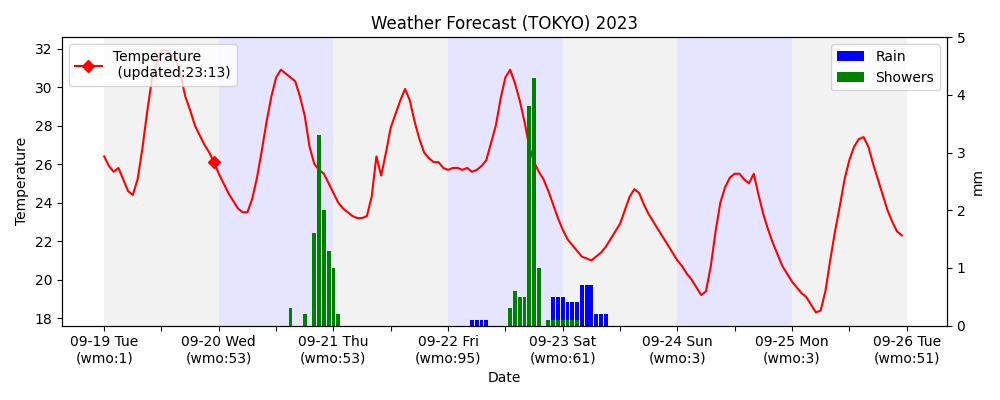 Weather Forecast (TOKYO) 2023
Temperature
(updated:23:13)
Rain
Showers
32
30
28
26
24
22
20
18
Temperature
5
4
3
2
1
0
mm
09-19 Tue 09-20 Wed 09-21 Thu 09-22 Fri 09-23 Sat 09-24 Sun 09-25 Mon 09-26 Tue
(wmo:1) (wmo:53) (wmo:53) (wmo:95) (wmo:61) (wmo:3) (wmo:3) (wmo:51)
Date